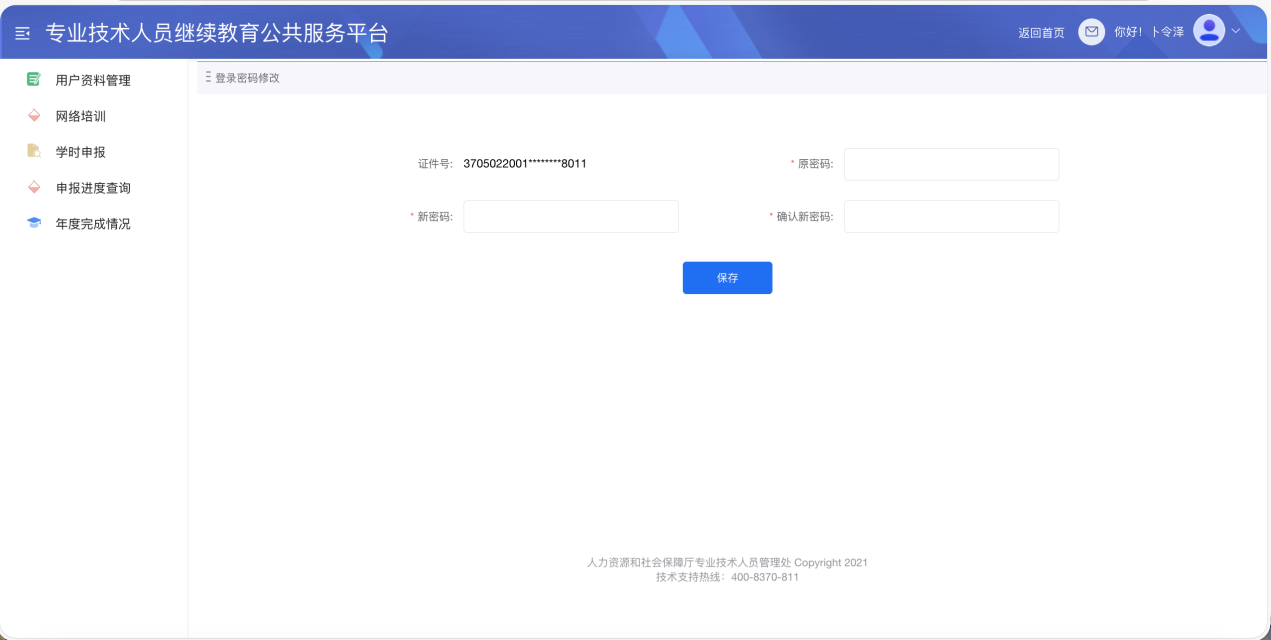 专业技术人员继续教育公共服务平台
返回首页 你好！卜令泽
用户资料管理
网络培训
学时申报
申报进度查询
年度完成情况
登录密码修改
证件号: 3705022001********8011
* 原密码:
* 新密码:
* 确认新密码:
保存
人力资源和社会保障厅专业技术人员管理处 Copyright 2021
技术支持热线：400-8370-811